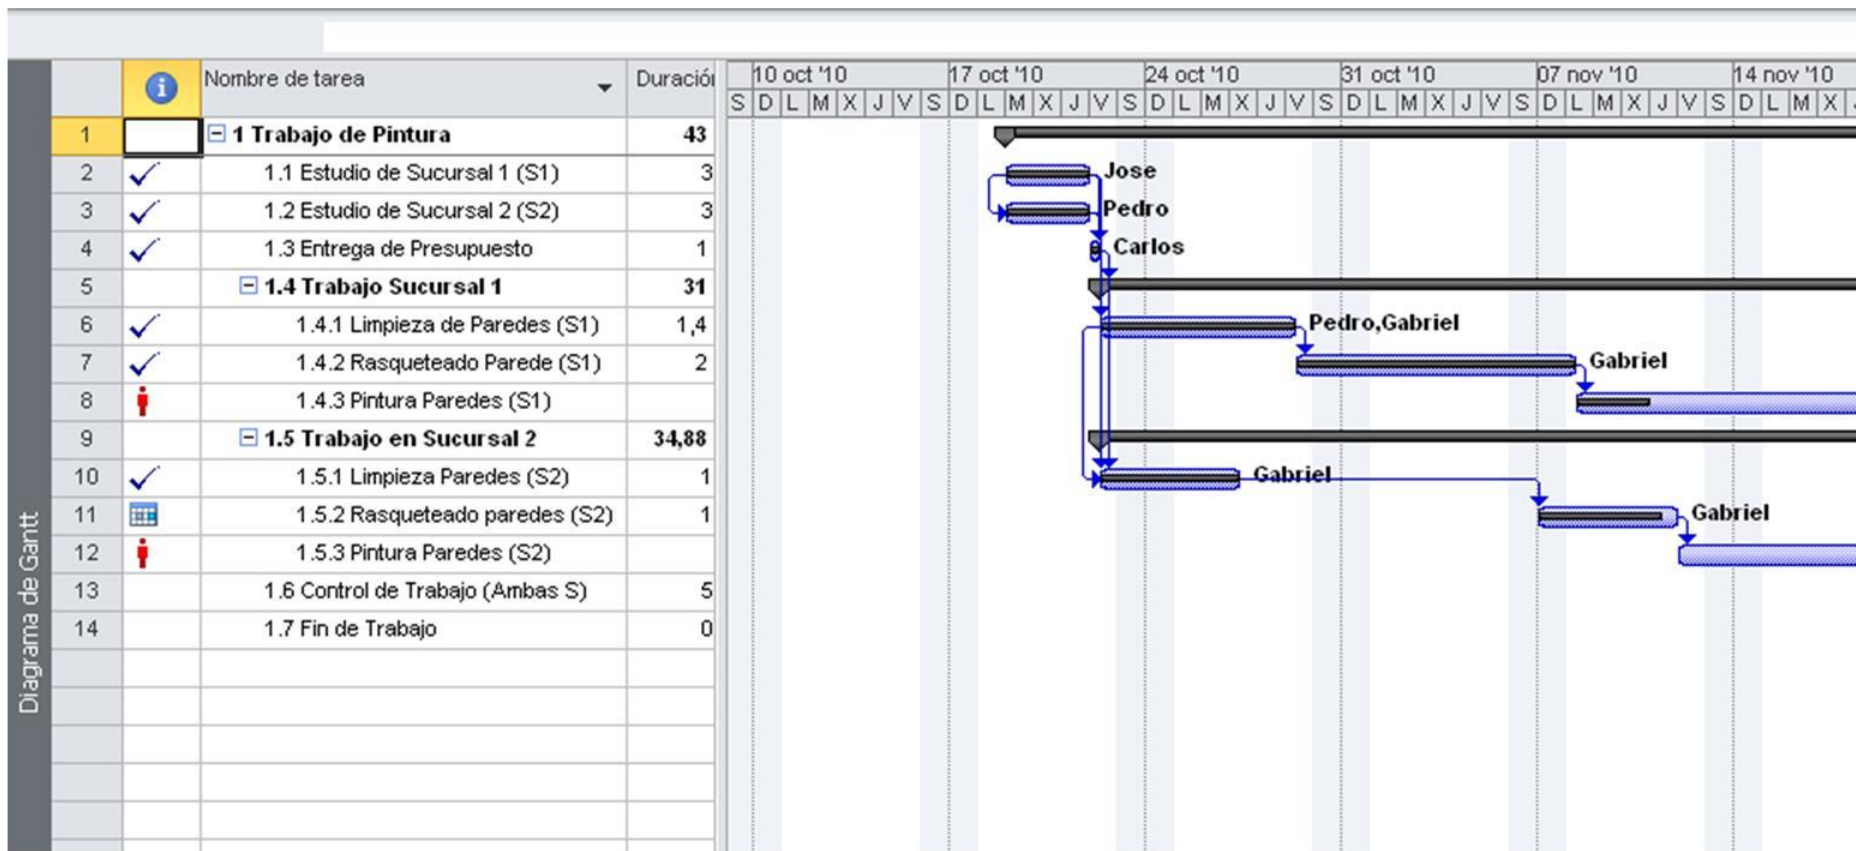 Nombre de tarea Duración 10 oct '10 17 oct '10 24 oct '10 31 oct '10 07 nov '10 14 nov '10
S D L M X J V S D L M X J V S D L M X J V S D L M X J V S D L M X J V S D L M X
1 1 Trabajo de Pintura 43
2 1.1 Estudio de Sucursal 1 (S1) 3 Jose
3 1.2 Estudio de Sucursal 2 (S2) 3 Pedro
4 1.3 Entrega de Presupuesto 1 Carlos
5 1.4 Trabajo Sucursal 1 31
6 1.4.1 Limpieza de Paredes (S1) 1,4 Pedro,Gabriel
7 1.4.2 Rasqueteado Parede (S1) 2 Gabriel
8 1.4.3 Pintura Paredes (S1)
9 1.5 Trabajo en Sucursal 2 34,88
10 1.5.1 Limpieza Paredes (S2) 1 Gabriel
11 1.5.2 Rasqueteado paredes (S2) 1 Gabriel
12 1.5.3 Pintura Paredes (S2)
13 1.6 Control de Trabajo (Ambas S) 5
14 1.7 Fin de Trabajo 0
Diagrama de Gantt